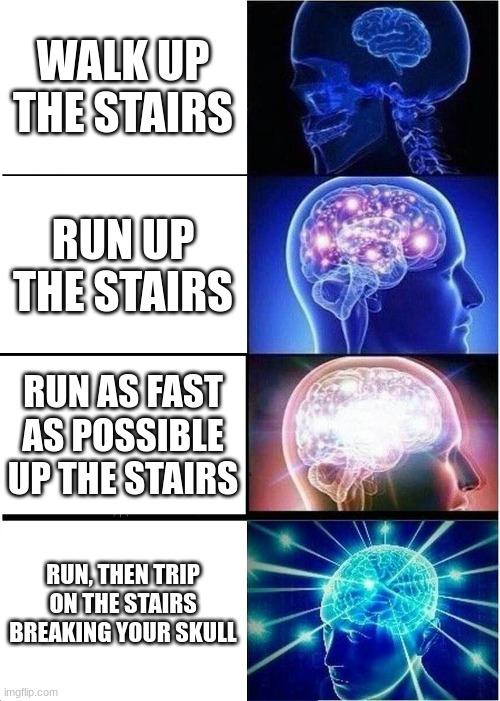 WALK UP
THE STAIRS
RUN UP
THE STAIRS
RUN AS FAST
AS POSSIBLE
UP THE STAIRS
RUN, THEN TRIP
ON THE STAIRS
BREAKING YOUR SKULL
imgflip.com